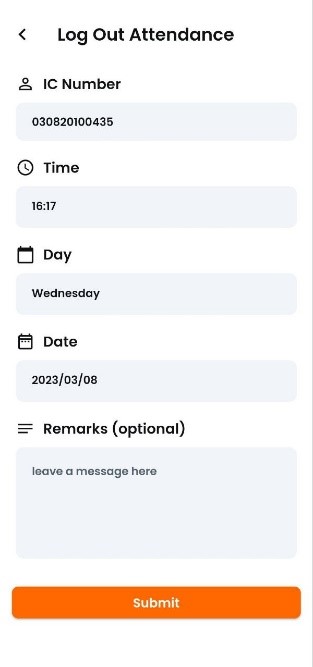 Log Out Attendance
IC Number
030820100435
Time
16:17
Day
Wednesday
Date
2023/03/08
Remarks (optional)
leave a message here
Submit